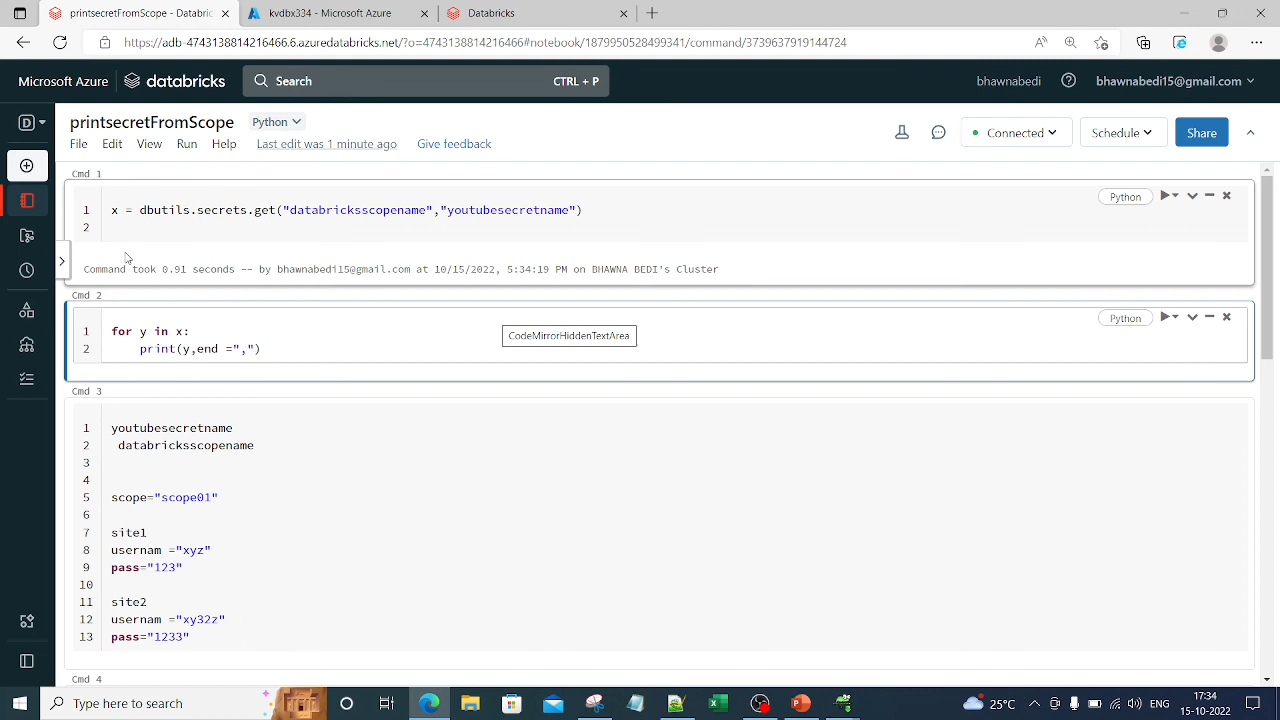 printsecretFromScope - Databric
kvdbx334 - Microsoft Azure
Databricks
https://adb-4743138814216466.6.azuredatabricks.net/?o=4743138814216466#notebook/1879950528499341/command/3739637919144724
Microsoft Azure
databricks
Search
CTRL + P
bhawnabedi
bhawnabedi15@gmail.com
D
printsecretFromScope
Python
File Edit View Run Help
Last edit was 1 minute ago
Give feedback
Connected
Schedule
Share
Cmd 1
Python
1 x = dbutils.secrets.get("databricksscopename","youtubesecretname")
2
Command took 0.91 seconds -- by bhawnabedi15@gmail.com at 10/15/2022, 5:34:19 PM on BHAWNA BEDI's Cluster
Cmd 2
Python
1 for y in x:
CodeMirrorHiddenTextArea
2 print(y,end =",")
Cmd 3
1 youtubesecretname
2 databricksscopename
3
4
5 scope="scope01"
6
7 site1
8 usernam ="xyz"
9 pass="123"
10
11 site2
12 usernam ="xy32z"
13 pass="1233"
Cmd 4
Type here to search
25°C
ENG
17:34
15-10-2022